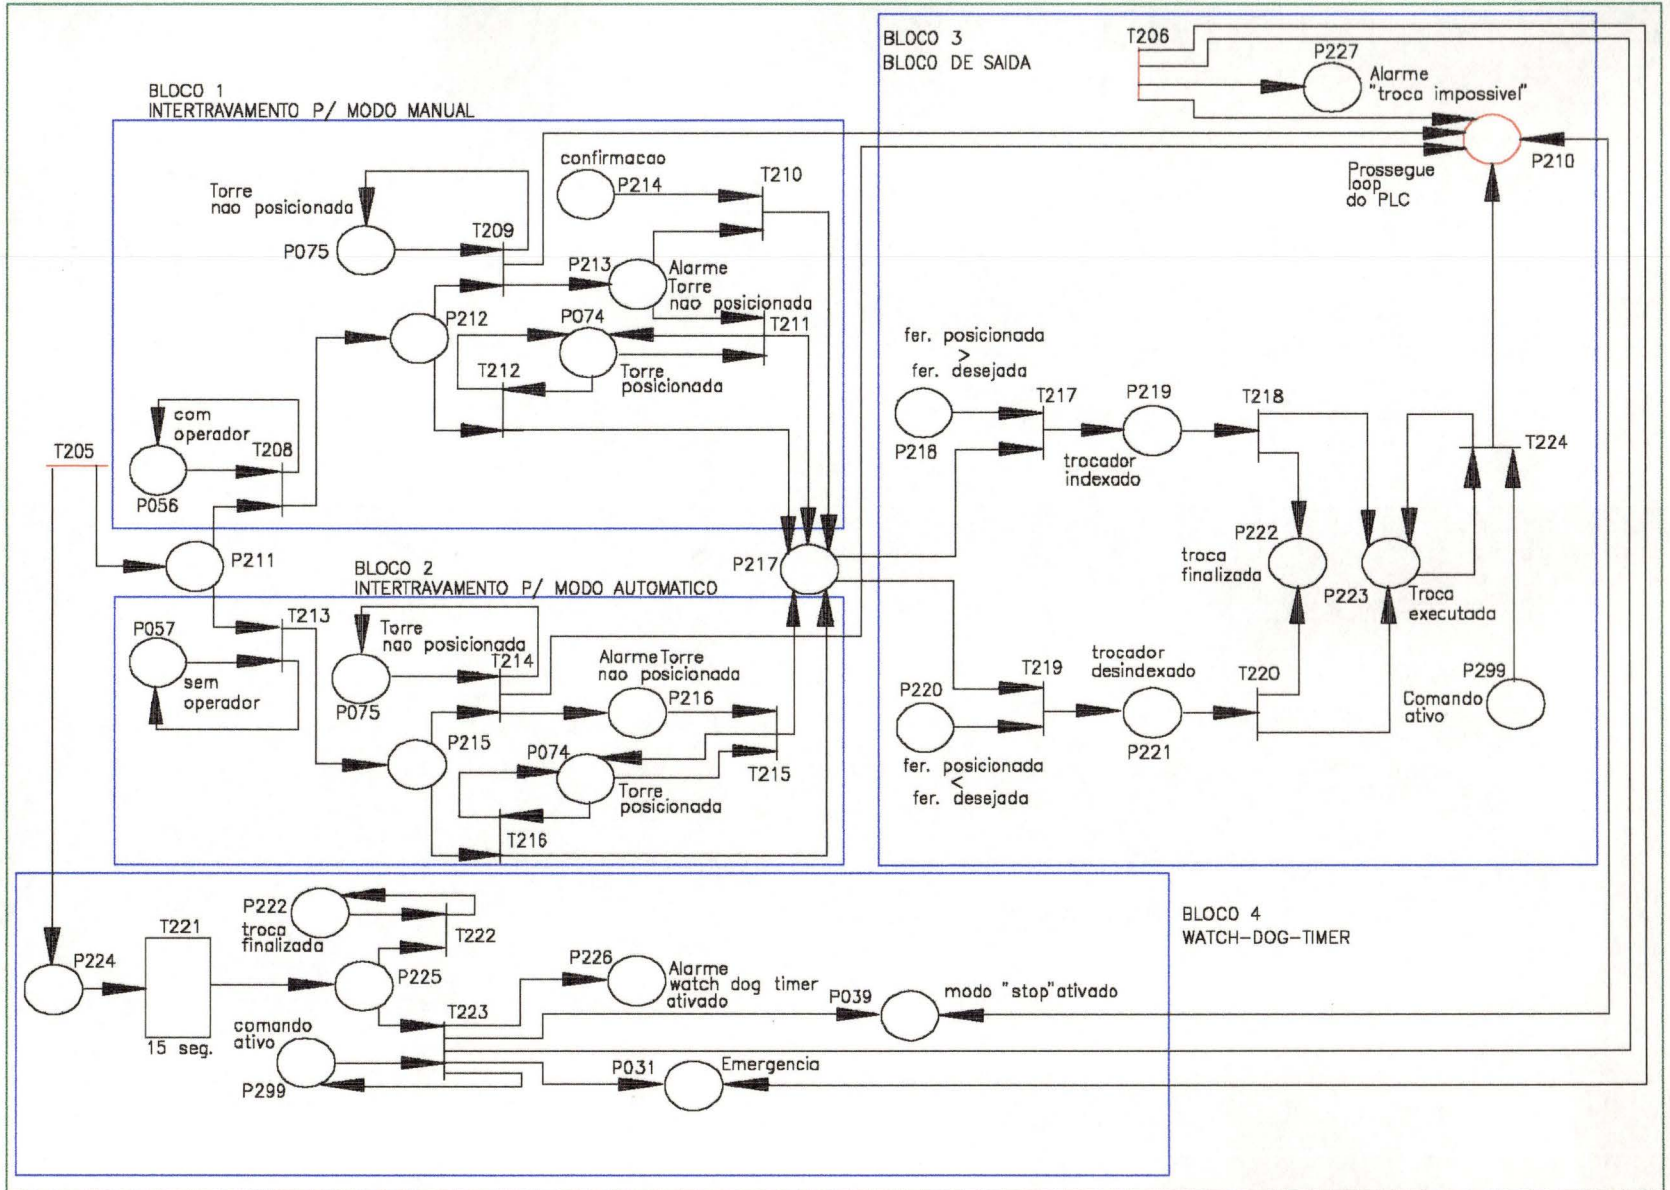 BLOCO 3
BLOCO DE SAIDA
T206
P227
Alarme
"troca impossivel"
P210
Prossegue
loop
do PLC
BLOCO 1
INTERTRAVAMENTO P/ MODO MANUAL
confirmacao
P214
T210
Torre
nao posicionada
P075
T209
P213
Alarme
Torre
nao posicionada
P212
P074
T211
T212
Torre
posicionada
com
operador
T208
P056
T205
P211
P217
BLOCO 2
INTERTRAVAMENTO P/ MODO AUTOMATICO
P057
T213
sem
operador
Torre
nao posicionada
T214
P075
Alarme Torre
nao posicionada
P216
P215
P074
T215
Torre
posicionada
T216
fer. posicionada
>
fer. desejada
P218
T217
P219
trocador
indexado
T218
T224
P222
troca
finalizada
P223
Troca
executada
trocador
desindexado
T219
P220
P221
T220
fer. posicionada
<
fer. desejada
P299
Comando
ativo
BLOCO 4
WATCH-DOG-TIMER
P222
troca
finalizada
T222
T221
P224
15 seg.
P225
P226
Alarme
watch dog timer
ativado
T223
comando
ativo
P299
P039
modo "stop"ativado
P031
Emergencia